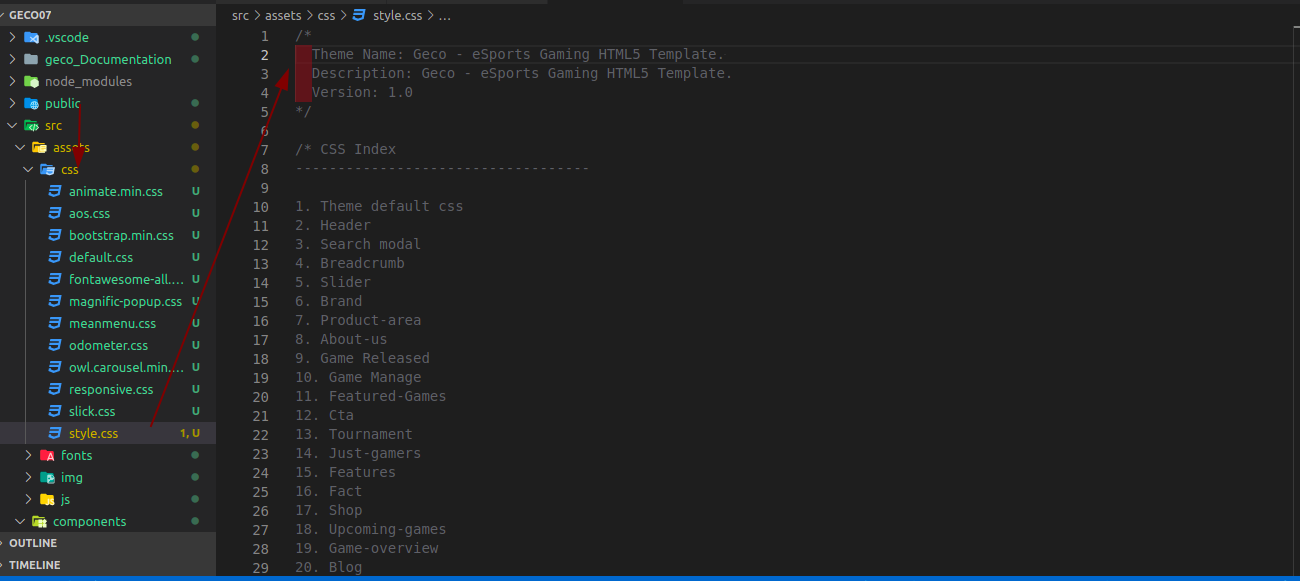 GECO07
.vscode
geco_Documentation
node_modules
public
src
assets
css
animate.min.css U
aos.css U
bootstrap.min.css U
default.css U
fontawesome-all.... U
magnific-popup.css U
meanmenu.css U
odometer.css U
owl.carousel.min.... U
responsive.css U
slick.css U
style.css 1, U
fonts
img
js
components
OUTLINE
TIMELINE
src > assets > css > style.css > ...
1 /*
2 Theme Name: Geco - eSports Gaming HTML5 Template.
3 Description: Geco - eSports Gaming HTML5 Template.
4 Version: 1.0
5 */
6
7 /* CSS Index
8 -----------------------------------
9
10 1. Theme default css
11 2. Header
12 3. Search modal
13 4. Breadcrumb
14 5. Slider
15 6. Brand
16 7. Product-area
17 8. About-us
18 9. Game Released
19 10. Game Manage
20 11. Featured-Games
21 12. Cta
22 13. Tournament
23 14. Just-gamers
24 15. Features
25 16. Fact
26 17. Shop
27 18. Upcoming-games
28 19. Game-overview
29 20. Blog